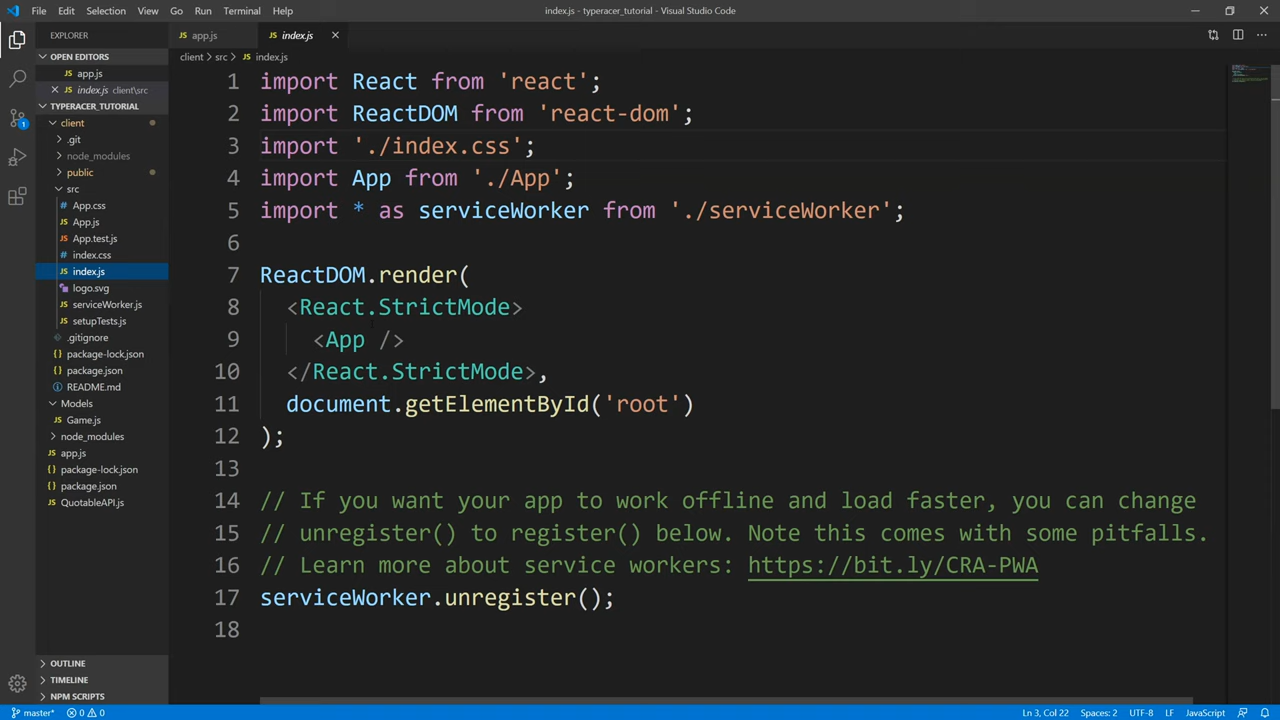 File Edit Selection View Go Run Terminal Help
index.js - typeracer_tutorial - Visual Studio Code
EXPLORER
OPEN EDITORS
app.js
index.js client\src
TYPERACER_TUTORIAL
client
.git
node_modules
public
src
App.css
App.js
App.test.js
index.css
index.js
logo.svg
serviceWorker.js
setupTests.js
.gitignore
package-lock.json
package.json
README.md
Models
Game.js
node_modules
app.js
package-lock.json
package.json
QuotableAPI.js
OUTLINE
TIMELINE
NPM SCRIPTS
app.js
index.js
client > src > index.js
1 import React from 'react';
2 import ReactDOM from 'react-dom';
3 import './index.css';
4 import App from './App';
5 import * as serviceWorker from './serviceWorker';
6
7 ReactDOM.render(
8 <React.StrictMode>
9 <App />
10 </React.StrictMode>,
11 document.getElementById('root')
12 );
13
14 // If you want your app to work offline and load faster, you can change
15 // unregister() to register() below. Note this comes with some pitfalls.
16 // Learn more about service workers: https://bit.ly/CRA-PWA
17 serviceWorker.unregister();
18
master* 0 0
Ln 3, Col 22 Spaces: 2 UTF-8 LF JavaScript